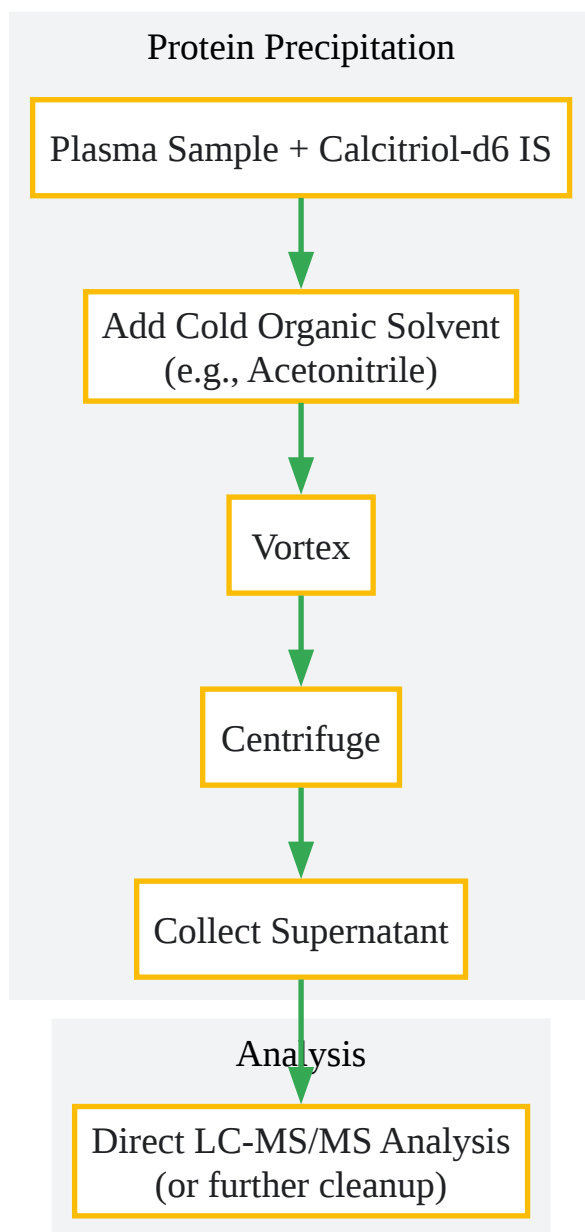 Protein Precipitation
Plasma Sample + Calcitriol-d6 IS
Add Cold Organic Solvent
(e.g., Acetonitrile)
Vortex
Centrifuge
Collect Supernatant
Analysis
Direct LC-MS/MS Analysis
(or further cleanup)